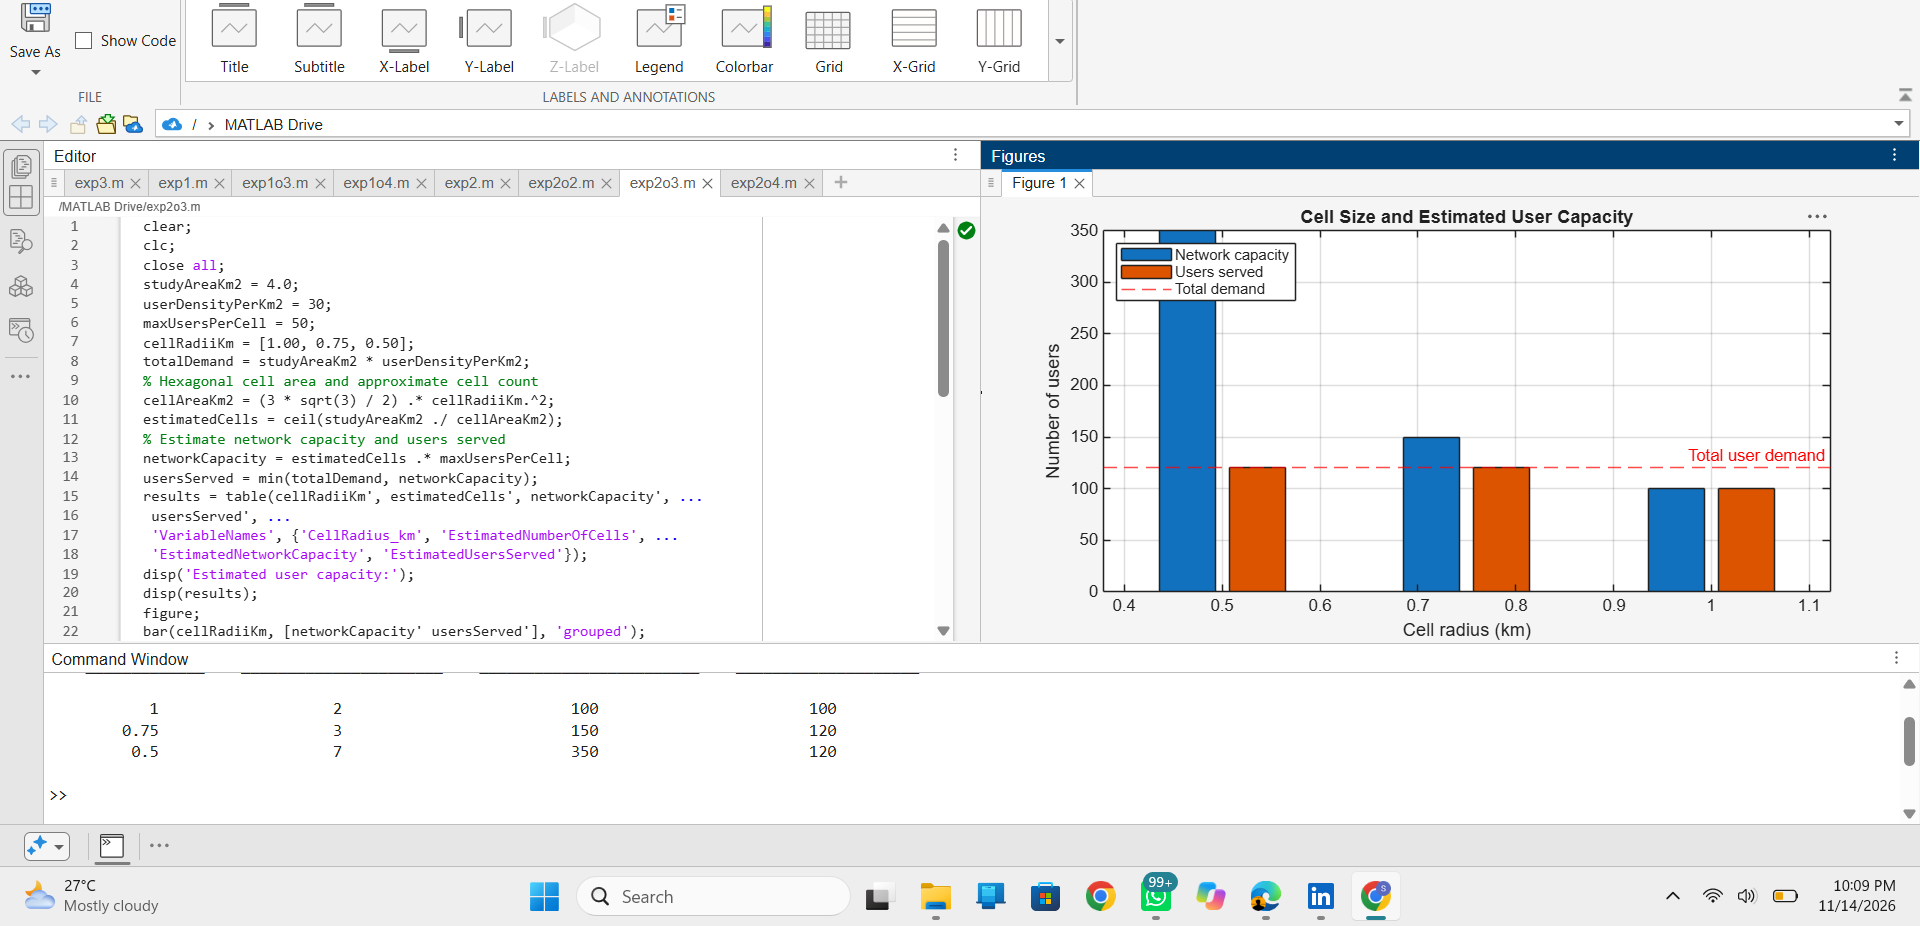 Save As
Show Code
Title
Subtitle
X-Label
Y-Label
Z-Label
Legend
Colorbar
Grid
X-Grid
Y-Grid
FILE
LABELS AND ANNOTATIONS
/ › MATLAB Drive
Editor
exp3.m × exp1.m × exp1o3.m × exp1o4.m × exp2.m × exp2o2.m × exp2o3.m × exp2o4.m × +
/MATLAB Drive/exp2o3.m
1 clear;
2 clc;
3 close all;
4 studyAreaKm2 = 4.0;
5 userDensityPerKm2 = 30;
6 maxUsersPerCell = 50;
7 cellRadiiKm = [1.00, 0.75, 0.50];
8 totalDemand = studyAreaKm2 * userDensityPerKm2;
9 % Hexagonal cell area and approximate cell count
10 cellAreaKm2 = (3 * sqrt(3) / 2) .* cellRadiiKm.^2;
11 estimatedCells = ceil(studyAreaKm2 ./ cellAreaKm2);
12 % Estimate network capacity and users served
13 networkCapacity = estimatedCells .* maxUsersPerCell;
14 usersServed = min(totalDemand, networkCapacity);
15 results = table(cellRadiiKm', estimatedCells', networkCapacity', ...
16 usersServed', ...
17 'VariableNames', {'CellRadius_km', 'EstimatedNumberOfCells', ...
18 'EstimatedNetworkCapacity', 'EstimatedUsersServed'});
19 disp('Estimated user capacity:');
20 disp(results);
21 figure;
22 bar(cellRadiiKm, [networkCapacity' usersServed'], 'grouped');
Figures
Figure 1 ×
Cell Size and Estimated User Capacity
Network capacity
Users served
Total demand
Total user demand
350
300
250
200
150
100
50
0
Number of users
0.4 0.5 0.6 0.7 0.8 0.9 1 1.1
Cell radius (km)
Command Window
1 2 100 100
0.75 3 150 120
0.5 7 350 120
>>
27°C
Mostly cloudy
Search
99+
10:09 PM
11/14/2026